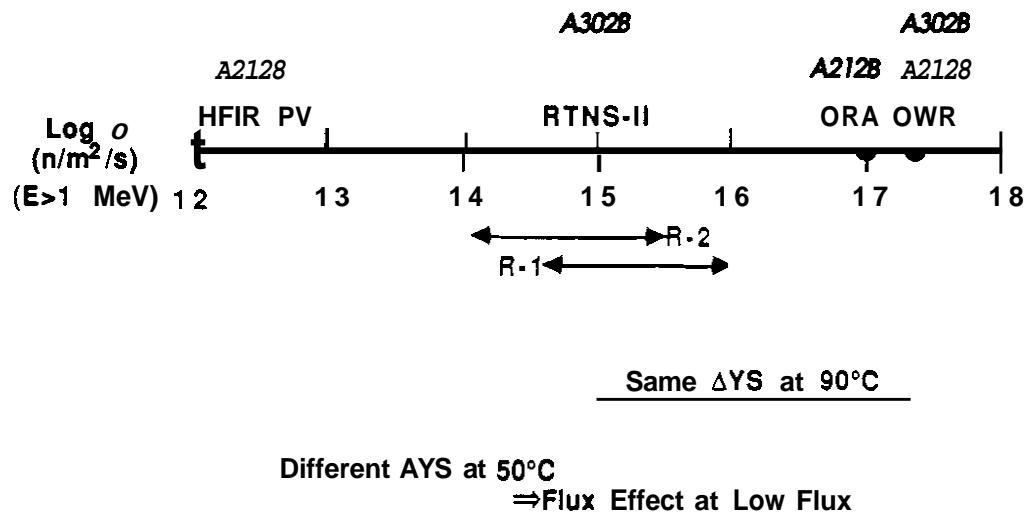 A302B A302B
A2128 A212B A2128
HFIR PV RTNS-II ORA OWR
Log o
(n/m²/s)
(E>1 MeV) 12 13 14 15 16 17 18
R-2
R-1
Same ΔYS at 90°C
Different AYS at 50°C
⇒Flux Effect at Low Flux